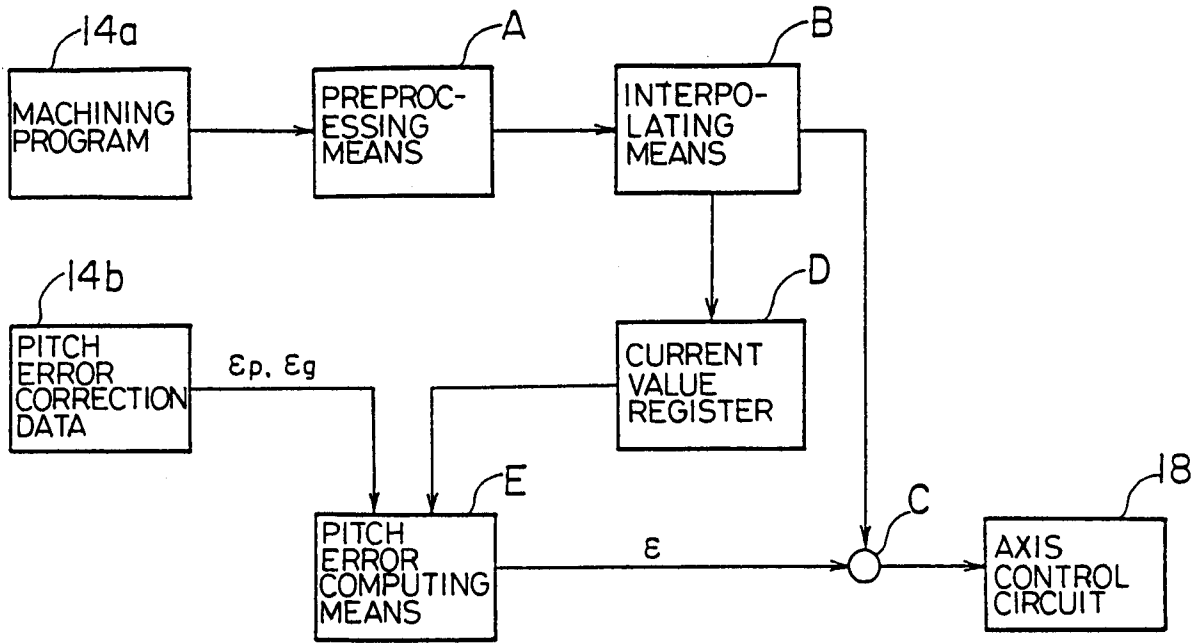 14a
MACHINING
PROGRAM
A
PREPROC-
ESSING
MEANS
B
INTERPO-
LATING
MEANS
14b
PITCH
ERROR
CORRECTION
DATA
εp, εg
D
CURRENT
VALUE
REGISTER
E
PITCH
ERROR
COMPUTING
MEANS
ε
C
18
AXIS
CONTROL
CIRCUIT